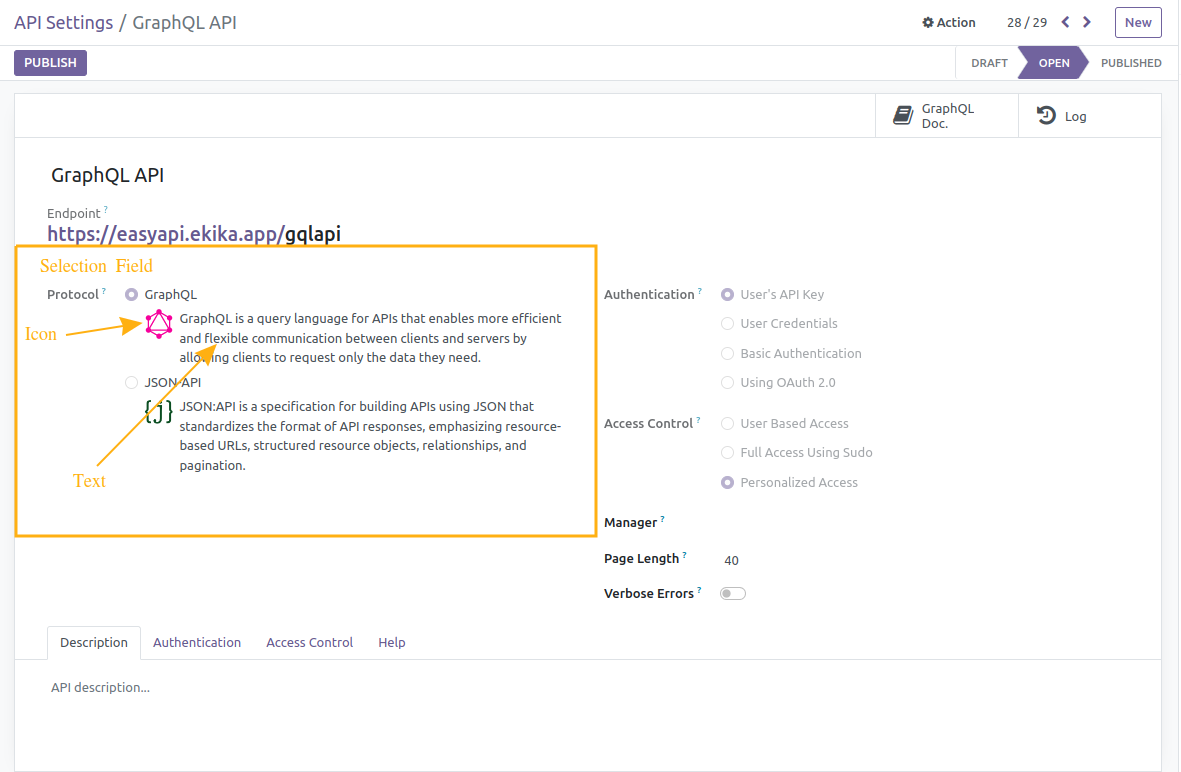 API Settings / GraphQL API
Action
28 / 29
New
PUBLISH
DRAFT
OPEN
PUBLISHED
GraphQL
Doc.
Log
GraphQL API
Endpoint ?
https://easyapi.ekika.app/gqlapi
Selection Field
Protocol ?
GraphQL
Icon
GraphQL is a query language for APIs that enables more efficient
and flexible communication between clients and servers by
allowing clients to request only the data they need.
JSON:API
{j}
JSON:API is a specification for building APIs using JSON that
standardizes the format of API responses, emphasizing resource-
based URLs, structured resource objects, relationships, and
pagination.
Text
Authentication ?
User's API Key
User Credentials
Basic Authentication
Using OAuth 2.0
Access Control ?
User Based Access
Full Access Using Sudo
Personalized Access
Manager ?
Page Length ?
40
Verbose Errors ?
Description
Authentication
Access Control
Help
API description...